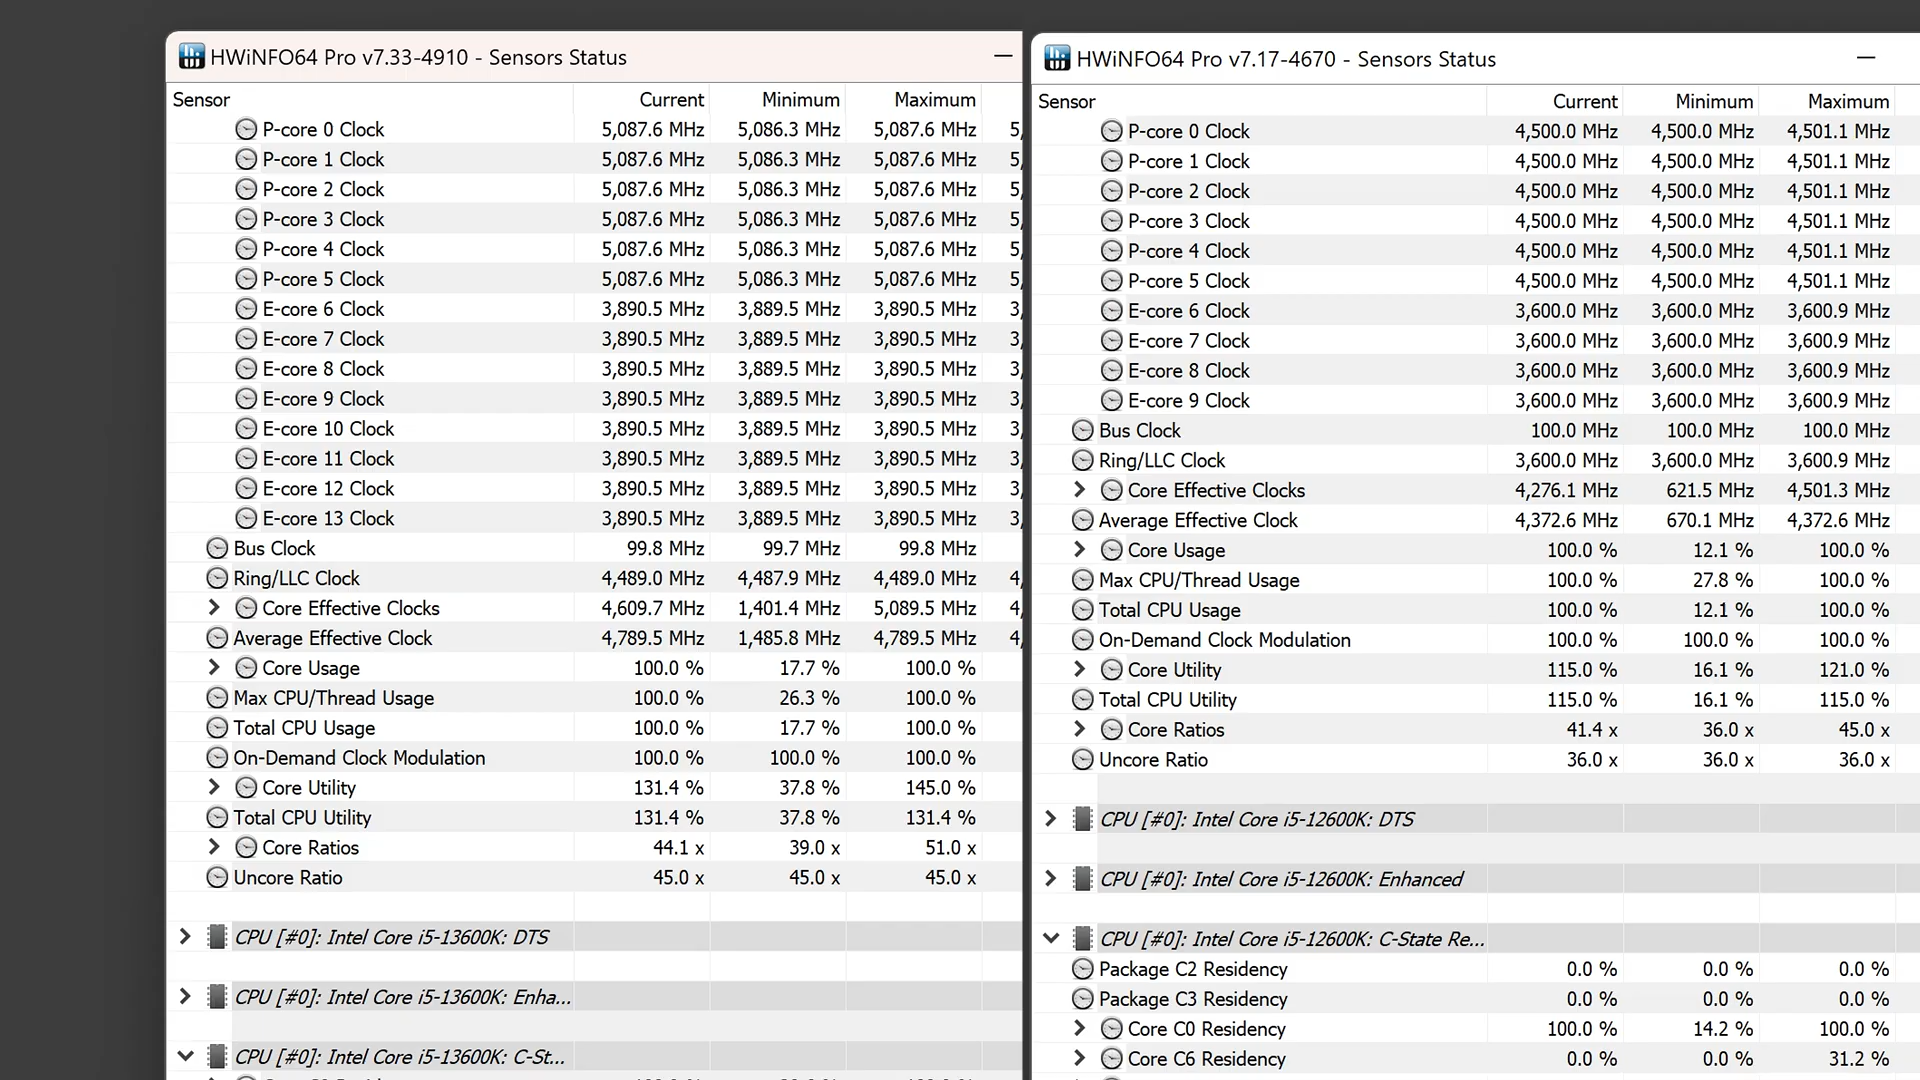 HWiNFO64 Pro v7.33-4910 - Sensors Status
Sensor Current Minimum Maximum
P-core 0 Clock 5,087.6 MHz 5,086.3 MHz 5,087.6 MHz 5,
P-core 1 Clock 5,087.6 MHz 5,086.3 MHz 5,087.6 MHz 5,
P-core 2 Clock 5,087.6 MHz 5,086.3 MHz 5,087.6 MHz 5,
P-core 3 Clock 5,087.6 MHz 5,086.3 MHz 5,087.6 MHz 5,
P-core 4 Clock 5,087.6 MHz 5,086.3 MHz 5,087.6 MHz 5,
P-core 5 Clock 5,087.6 MHz 5,086.3 MHz 5,087.6 MHz 5,
E-core 6 Clock 3,890.5 MHz 3,889.5 MHz 3,890.5 MHz 3,
E-core 7 Clock 3,890.5 MHz 3,889.5 MHz 3,890.5 MHz 3,
E-core 8 Clock 3,890.5 MHz 3,889.5 MHz 3,890.5 MHz 3,
E-core 9 Clock 3,890.5 MHz 3,889.5 MHz 3,890.5 MHz 3,
E-core 10 Clock 3,890.5 MHz 3,889.5 MHz 3,890.5 MHz 3,
E-core 11 Clock 3,890.5 MHz 3,889.5 MHz 3,890.5 MHz 3,
E-core 12 Clock 3,890.5 MHz 3,889.5 MHz 3,890.5 MHz 3,
E-core 13 Clock 3,890.5 MHz 3,889.5 MHz 3,890.5 MHz 3,
Bus Clock 99.8 MHz 99.7 MHz 99.8 MHz
Ring/LLC Clock 4,489.0 MHz 4,487.9 MHz 4,489.0 MHz 4,
Core Effective Clocks 4,609.7 MHz 1,401.4 MHz 5,089.5 MHz 4,
Average Effective Clock 4,789.5 MHz 1,485.8 MHz 4,789.5 MHz 4,
Core Usage 100.0 % 17.7 % 100.0 %
Max CPU/Thread Usage 100.0 % 26.3 % 100.0 %
Total CPU Usage 100.0 % 17.7 % 100.0 %
On-Demand Clock Modulation 100.0 % 100.0 % 100.0 %
Core Utility 131.4 % 37.8 % 145.0 %
Total CPU Utility 131.4 % 37.8 % 131.4 %
Core Ratios 44.1 x 39.0 x 51.0 x
Uncore Ratio 45.0 x 45.0 x 45.0 x
CPU [#0]: Intel Core i5-13600K: DTS
CPU [#0]: Intel Core i5-13600K: Enha...
CPU [#0]: Intel Core i5-13600K: C-St...
HWiNFO64 Pro v7.17-4670 - Sensors Status
Sensor Current Minimum Maximum
P-core 0 Clock 4,500.0 MHz 4,500.0 MHz 4,501.1 MHz
P-core 1 Clock 4,500.0 MHz 4,500.0 MHz 4,501.1 MHz
P-core 2 Clock 4,500.0 MHz 4,500.0 MHz 4,501.1 MHz
P-core 3 Clock 4,500.0 MHz 4,500.0 MHz 4,501.1 MHz
P-core 4 Clock 4,500.0 MHz 4,500.0 MHz 4,501.1 MHz
P-core 5 Clock 4,500.0 MHz 4,500.0 MHz 4,501.1 MHz
E-core 6 Clock 3,600.0 MHz 3,600.0 MHz 3,600.9 MHz
E-core 7 Clock 3,600.0 MHz 3,600.0 MHz 3,600.9 MHz
E-core 8 Clock 3,600.0 MHz 3,600.0 MHz 3,600.9 MHz
E-core 9 Clock 3,600.0 MHz 3,600.0 MHz 3,600.9 MHz
Bus Clock 100.0 MHz 100.0 MHz 100.0 MHz
Ring/LLC Clock 3,600.0 MHz 3,600.0 MHz 3,600.9 MHz
Core Effective Clocks 4,276.1 MHz 621.5 MHz 4,501.3 MHz
Average Effective Clock 4,372.6 MHz 670.1 MHz 4,372.6 MHz
Core Usage 100.0 % 12.1 % 100.0 %
Max CPU/Thread Usage 100.0 % 27.8 % 100.0 %
Total CPU Usage 100.0 % 12.1 % 100.0 %
On-Demand Clock Modulation 100.0 % 100.0 % 100.0 %
Core Utility 115.0 % 16.1 % 121.0 %
Total CPU Utility 115.0 % 16.1 % 115.0 %
Core Ratios 41.4 x 36.0 x 45.0 x
Uncore Ratio 36.0 x 36.0 x 36.0 x
CPU [#0]: Intel Core i5-12600K: DTS
CPU [#0]: Intel Core i5-12600K: Enhanced
CPU [#0]: Intel Core i5-12600K: C-State Re...
Package C2 Residency 0.0 % 0.0 % 0.0 %
Package C3 Residency 0.0 % 0.0 % 0.0 %
Core C0 Residency 100.0 % 14.2 % 100.0 %
Core C6 Residency 0.0 % 0.0 % 31.2 %